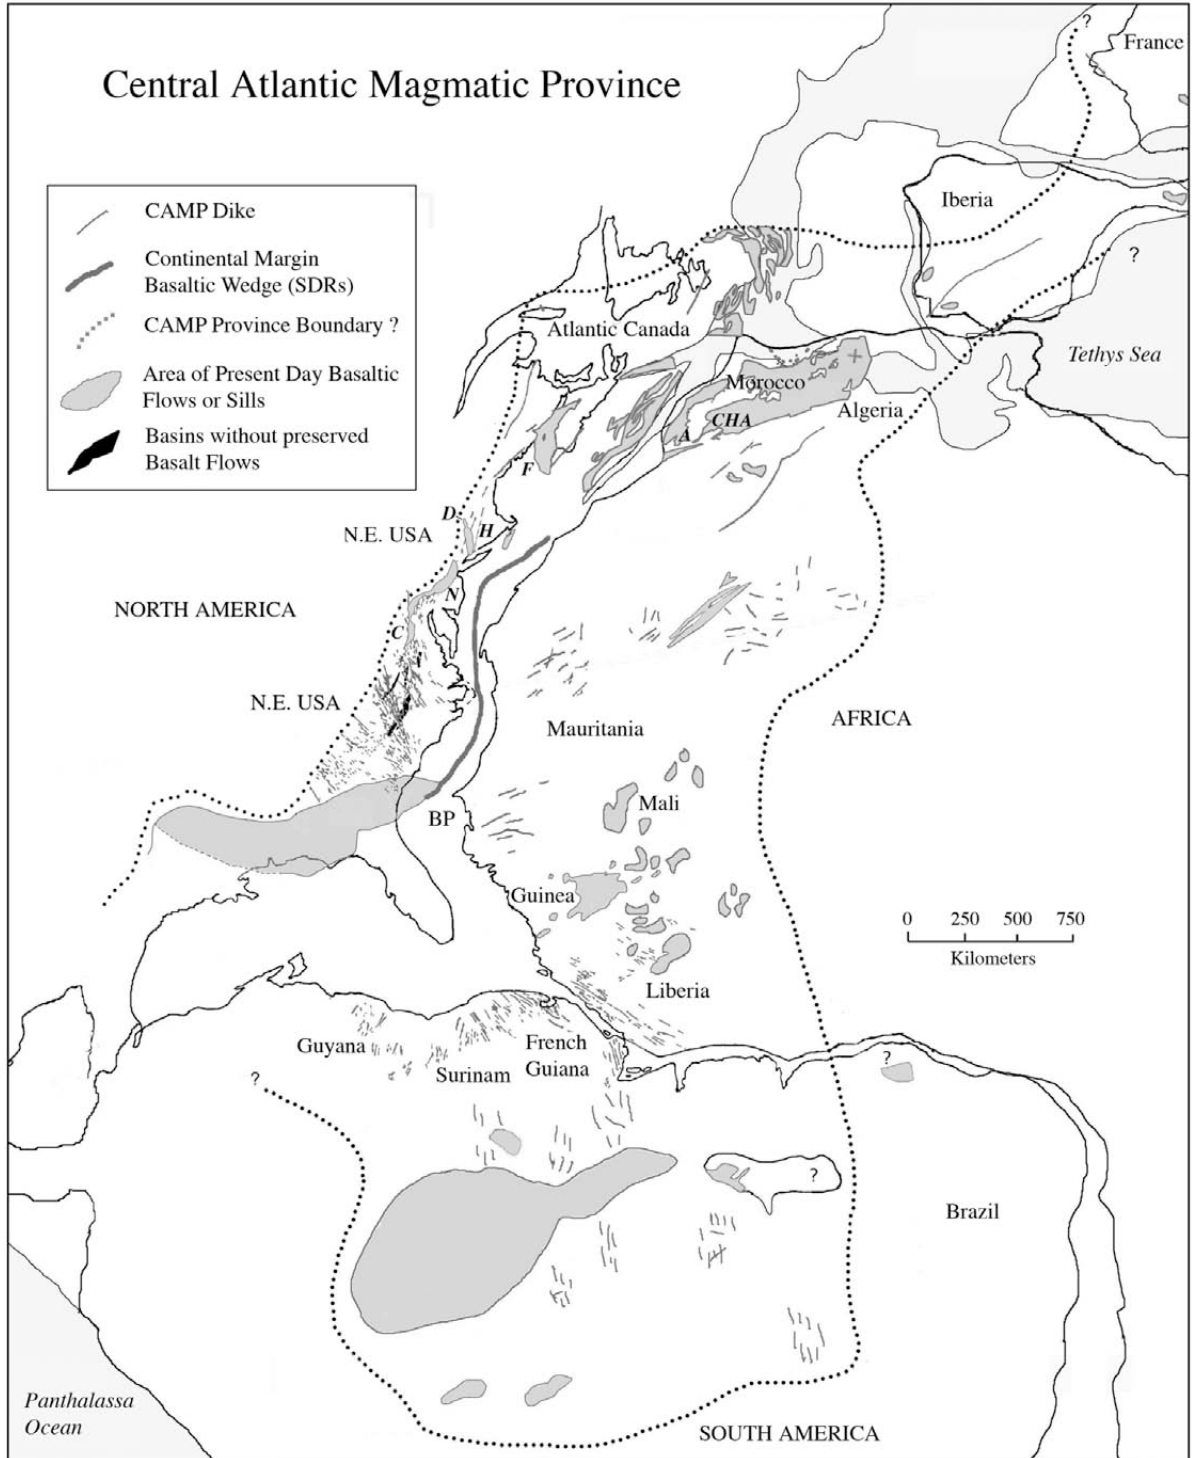 Central Atlantic Magmatic Province
CAMP Dike
Continental Margin
Basaltic Wedge (SDRs)
CAMP Province Boundary ?
Area of Present Day Basaltic
Flows or Sills
Basins without preserved
Basalt Flows
?
France
Iberia
?
Tethys Sea
Atlantic Canada
Morocco
Algeria
CHA
A
F
D
H
N.E. USA
N
NORTH AMERICA
C
N.E. USA
Mauritania
AFRICA
Mali
BP
Guinea
0 250 500 750
Kilometers
Liberia
Guyana
French
Guiana
Surinam
?
?
?
Brazil
Panthalassa
Ocean
SOUTH AMERICA